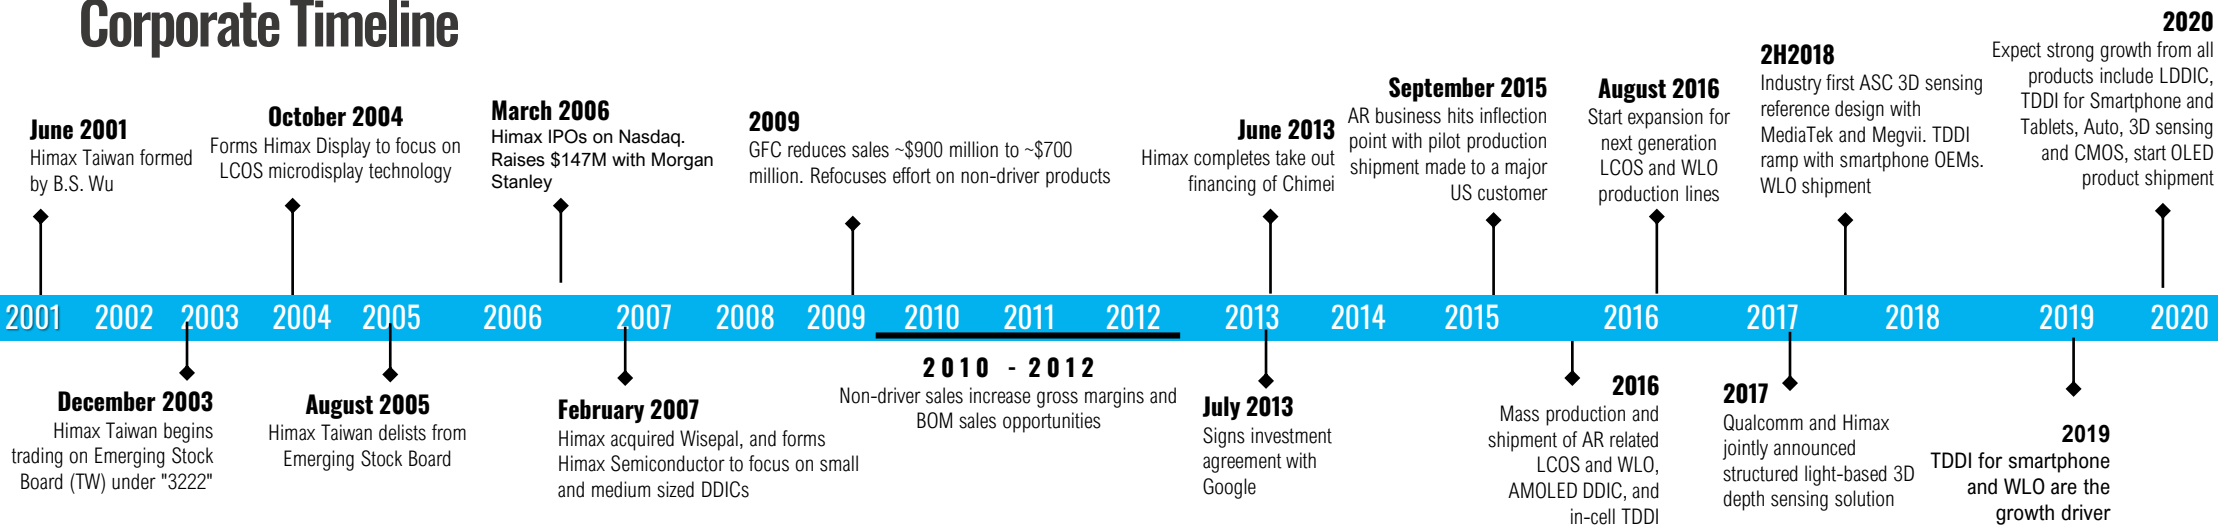 Corporate Timeline
June 2001
Himax Taiwan formed
by B.S. Wu
October 2004
Forms Himax Display to focus on
LCOS microdisplay technology
March 2006
Himax IPOs on Nasdaq.
Raises $147M with Morgan
Stanley
2009
GFC reduces sales ~$900 million to ~$700
million. Refocuses effort on non-driver products
June 2013
Himax completes take out
financing of Chimei
September 2015
AR business hits inflection
point with pilot production
shipment made to a major
US customer
August 2016
Start expansion for
next generation
LCOS and WLO
production lines
2H2018
Industry first ASC 3D sensing
reference design with
MediaTek and Megvii. TDDI
ramp with smartphone OEMs.
WLO shipment
2020
Expect strong growth from all
products include LDDIC,
TDDI for Smartphone and
Tablets, Auto, 3D sensing
and CMOS, start OLED
product shipment
2001 2002 2003 2004 2005 2006 2007 2008 2009 2010 2011 2012 2013 2014 2015 2016 2017 2018 2019 2020
December 2003
Himax Taiwan begins
trading on Emerging Stock
Board (TW) under "3222"
August 2005
Himax Taiwan delists from
Emerging Stock Board
February 2007
Himax acquired Wisepal, and forms
Himax Semiconductor to focus on small
and medium sized DDICs
2010 - 2012
Non-driver sales increase gross margins and
BOM sales opportunities
July 2013
Signs investment
agreement with
Google
2016
Mass production and
shipment of AR related
LCOS and WLO,
AMOLED DDIC, and
in-cell TDDI
2017
Qualcomm and Himax
jointly announced
structured light-based 3D
depth sensing solution
2019
TDDI for smartphone
and WLO are the
growth driver